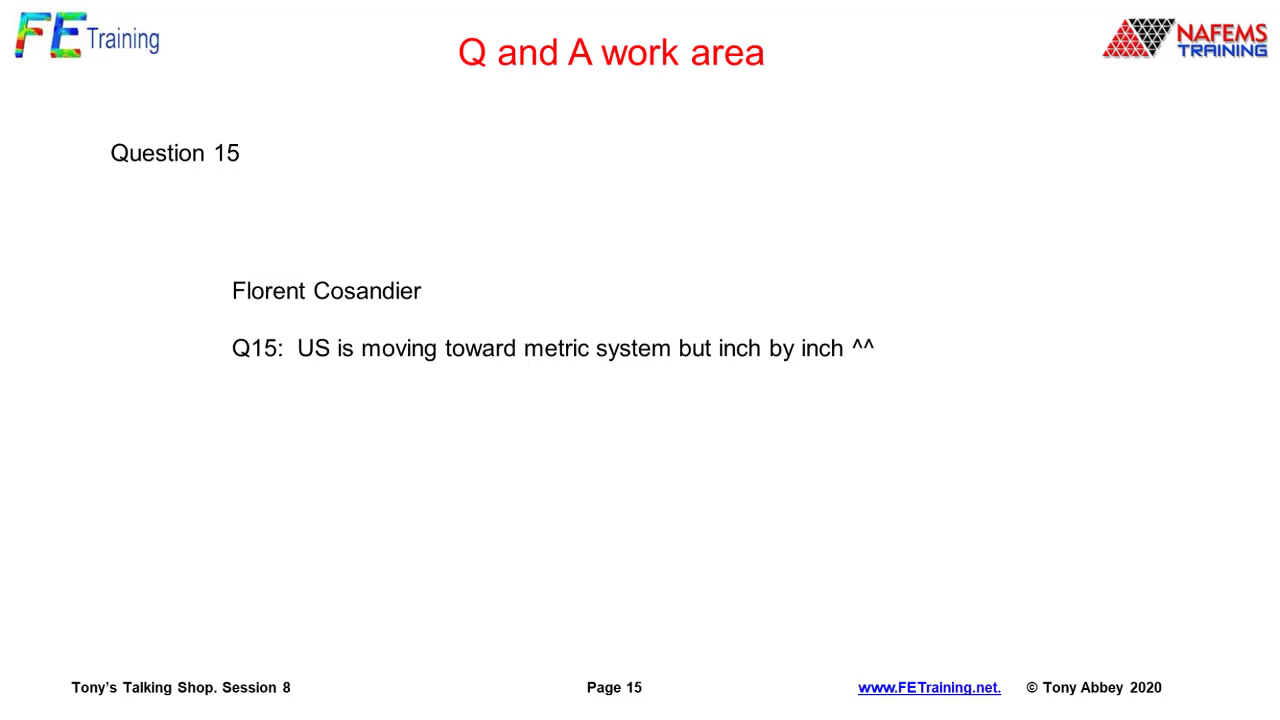 FE Training
Q and A work area
NAFEMS
TRAINING
Question 15
Florent Cosandier
Q15: US is moving toward metric system but inch by inch ^^
Tony’s Talking Shop. Session 8
Page 15
www.FETraining.net.
© Tony Abbey 2020